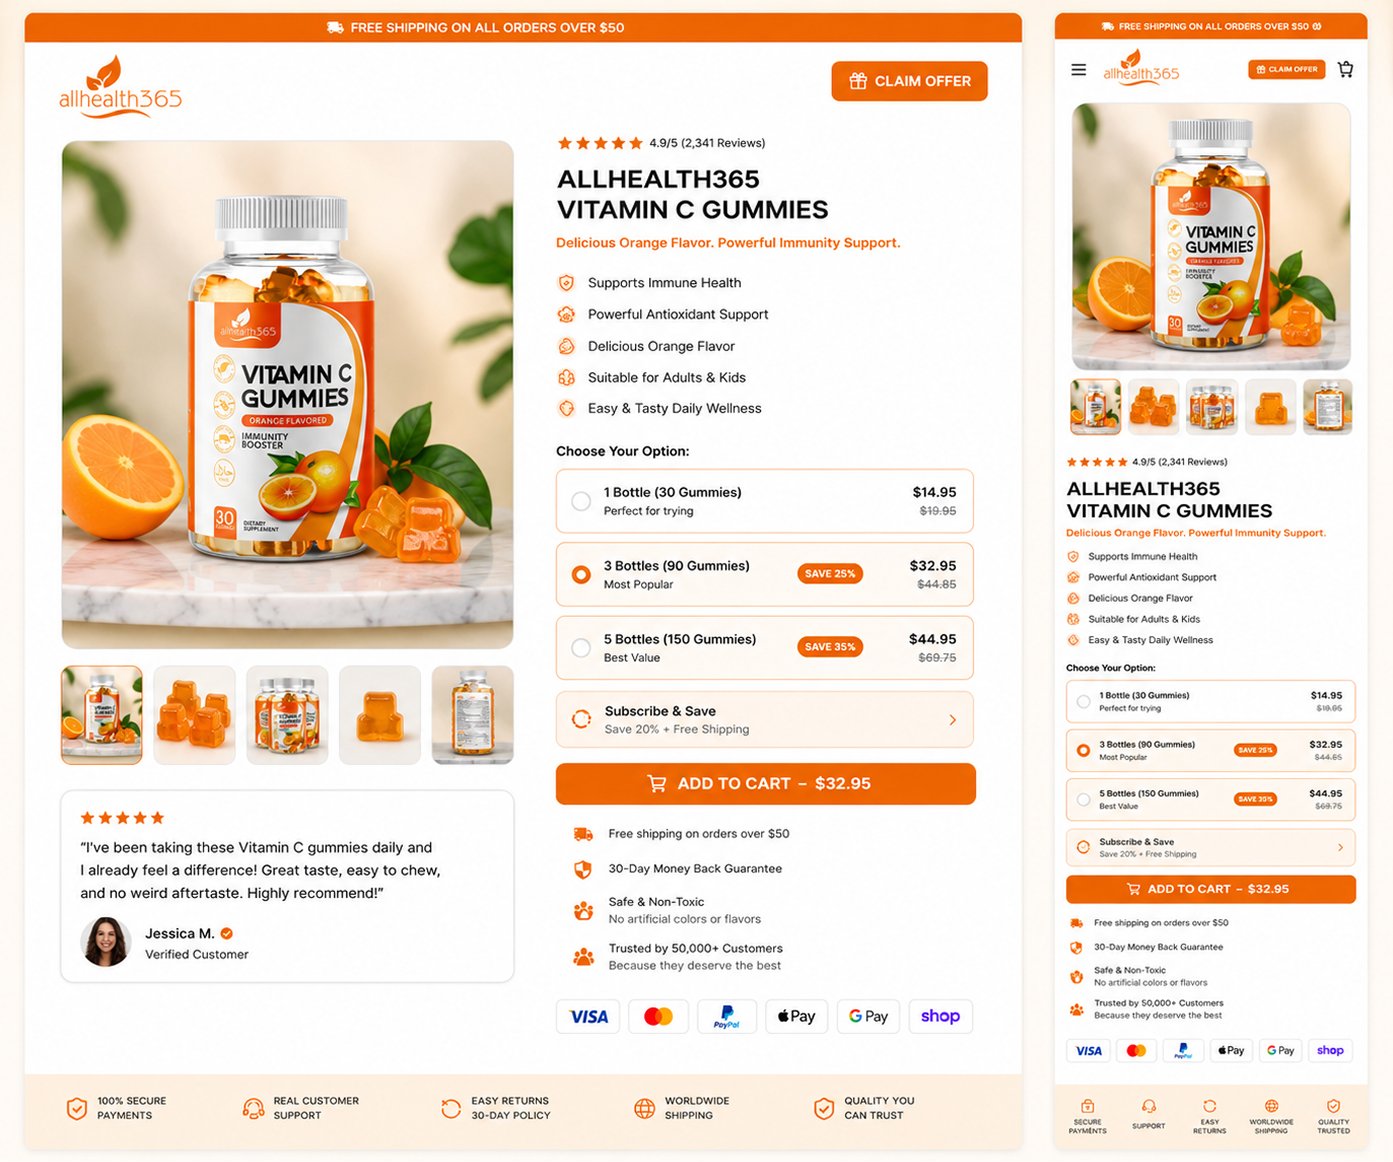 FREE SHIPPING ON ALL ORDERS OVER $50
allhealth365
CLAIM OFFER
allhealth365
VITAMIN C
GUMMIES
ORANGE FLAVORED
IMMUNITY
BOOSTER
حلال
30
DIETARY
SUPPLEMENT
4.9/5 (2,341 Reviews)
ALLHEALTH365
VITAMIN C GUMMIES
Delicious Orange Flavor. Powerful Immunity Support.
Supports Immune Health
Powerful Antioxidant Support
Delicious Orange Flavor
Suitable for Adults & Kids
Easy & Tasty Daily Wellness
Choose Your Option:
1 Bottle (30 Gummies) $14.95
Perfect for trying $19.95
3 Bottles (90 Gummies) SAVE 25% $32.95
Most Popular $44.85
5 Bottles (150 Gummies) SAVE 35% $44.95
Best Value $69.75
Subscribe & Save
Save 20% + Free Shipping
ADD TO CART – $32.95
Free shipping on orders over $50
30-Day Money Back Guarantee
Safe & Non-Toxic
No artificial colors or flavors
Trusted by 50,000+ Customers
Because they deserve the best
VISA PayPal Pay G Pay shop
“I’ve been taking these Vitamin C gummies daily and
I already feel a difference! Great taste, easy to chew,
and no weird aftertaste. Highly recommend!”
Jessica M.
Verified Customer
100% SECURE
PAYMENTS
REAL CUSTOMER
SUPPORT
EASY RETURNS
30-DAY POLICY
WORLDWIDE
SHIPPING
QUALITY YOU
CAN TRUST
FREE SHIPPING ON ALL ORDERS OVER $50
allhealth365
CLAIM OFFER
allhealth365
VITAMIN C
GUMMIES
IMMUNITY
BOOSTER
30
DIETARY
SUPPLEMENT
4.9/5 (2,341 Reviews)
ALLHEALTH365
VITAMIN C GUMMIES
Delicious Orange Flavor. Powerful Immunity Support.
Supports Immune Health
Powerful Antioxidant Support
Delicious Orange Flavor
Suitable for Adults & Kids
Easy & Tasty Daily Wellness
Choose Your Option:
1 Bottle (30 Gummies) $14.95
Perfect for trying $19.95
3 Bottles (90 Gummies) SAVE 25% $32.95
Most Popular $44.85
5 Bottles (150 Gummies) SAVE 35% $44.95
Best Value $69.75
Subscribe & Save
Save 20% + Free Shipping
ADD TO CART – $32.95
Free shipping on orders over $50
30-Day Money Back Guarantee
Safe & Non-Toxic
No artificial colors or flavors
Trusted by 50,000+ Customers
Because they deserve the best
VISA PayPal Pay G Pay shop
SECURE
PAYMENTS
SUPPORT
EASY
RETURNS
WORLDWIDE
SHIPPING
QUALITY
TRUSTED